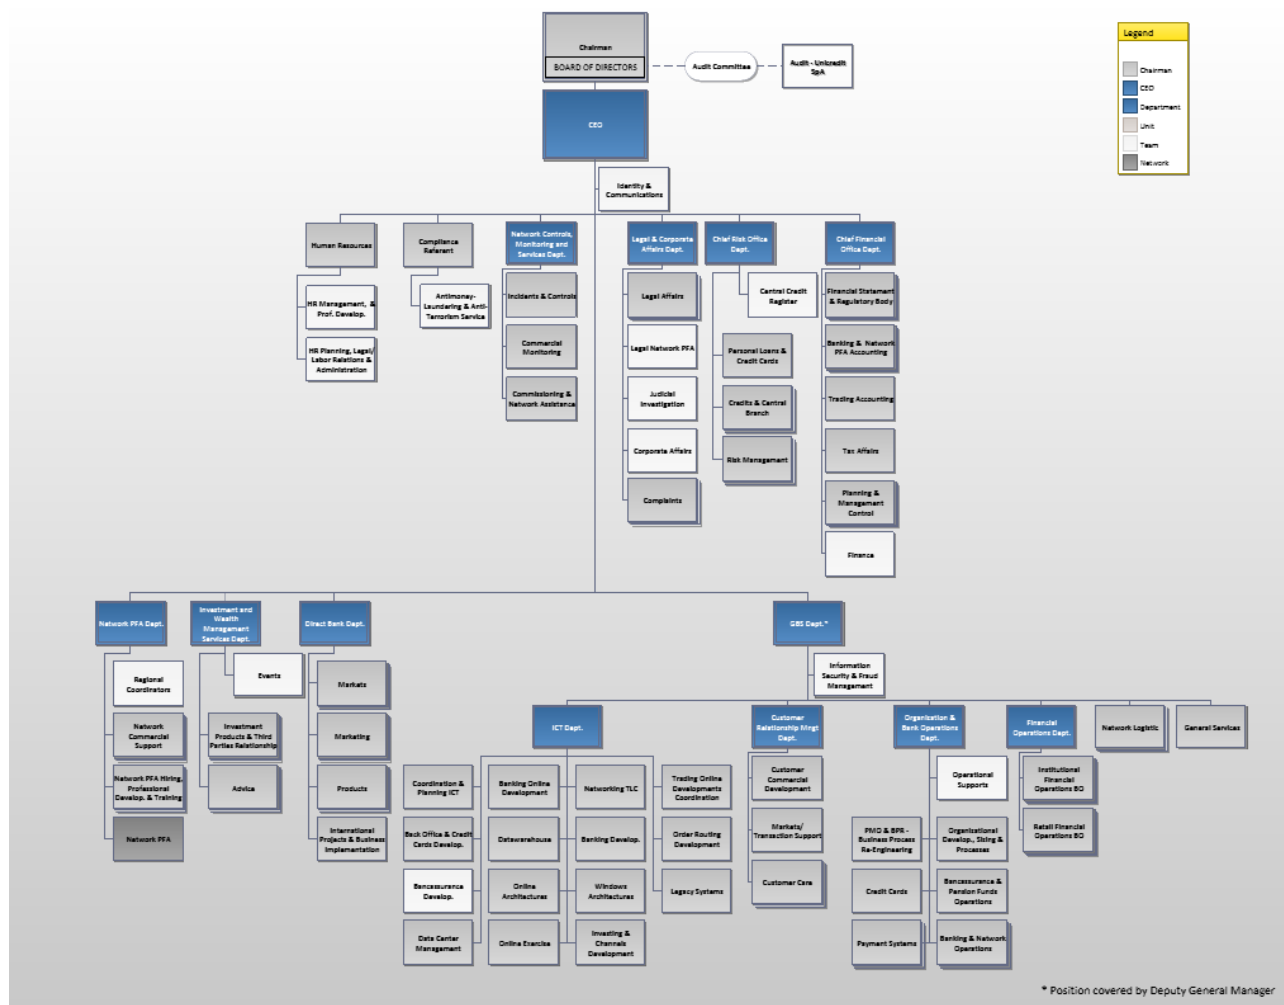 Chairman
BOARD OF DIRECTORS
Audit Committee
Audit - Unicredit
SpA
Legend
Chairman
CEO
Department
Unit
Team
Network
CEO
Identity &
Communications
Human Resources
HR Management, &
Prof. Develop.
HR Planning, Legal/
Labor Relations &
Administration
Compliance
Referent
Antimoney-
Laundering & Anti-
Terrorism Service
Network Controls,
Monitoring and
Services Dept.
Incidents & Controls
Commercial
Monitoring
Commissioning &
Network Assistance
Legal & Corporate
Affairs Dept.
Legal Affairs
Legal Network PFA
Judicial
Investigation
Corporate Affairs
Complaints
Chief Risk Office
Dept.
Central Credit
Register
Personal Loans &
Credit Cards
Credits & Central
Branch
Risk Management
Chief Financial
Office Dept.
Financial Statement
& Regulatory Body
Banking & Network
PFA Accounting
Trading Accounting
Tax Affairs
Planning &
Management
Control
Finance
Network PFA Dept.
Regional
Coordinators
Network
Commercial
Support
Network PFA Hiring,
Professional
Develop. & Training
Network PFA
Investment and
Wealth
Management
Services Dept.
Events
Investment
Products & Third
Parties Relationship
Advice
Direct Bank Dept.
Markets
Marketing
Products
International
Projects & Business
Implementation
GBS Dept.*
Information
Security & Fraud
Management
ICT Dept.
Coordination &
Planning ICT
Back Office & Credit
Cards Develop.
Bancassurance
Develop.
Data Center
Management
Banking Online
Development
Datawarehouse
Online
Architectures
Online Exercise
Networking TLC
Banking Develop.
Windows
Architectures
Investing &
Channels
Development
Trading Online
Developments
Coordination
Order Routing
Development
Legacy Systems
Customer
Relationship Mngt
Dept.
Customer
Commercial
Development
Markets/
Transaction Support
Customer Care
Organisation &
Bank Operations
Dept.
Operational
Supports
PMO & BPR -
Business Process
Re-Engineering
Organisational
Develop., Sizing &
Processes
Credit Cards
Bancassurance &
Pension Funds
Operations
Payment Systems
Banking & Network
Operations
Financial
Operations Dept.
Institutional
Financial
Operations BO
Retail Financial
Operations BO
Network Logistic
General Services
* Position covered by Deputy General Manager